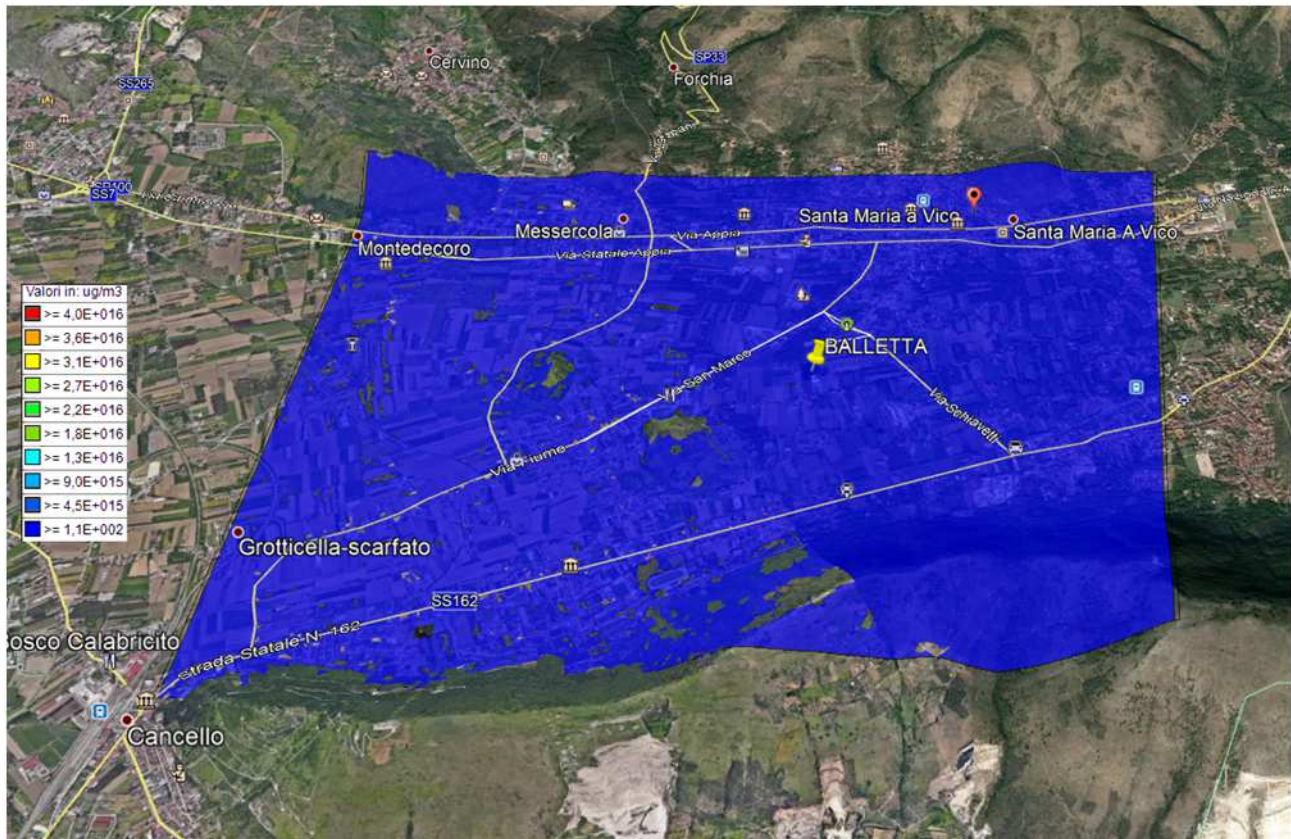 SP33
Cervino
Forchia
SS265
SS7
Santa Maria a Vico
Messercola
Via Appia
Santa Maria A Vico
Montedecoro
Via Statale Appia
Valori in: ug/m3
>= 4,0E+016
>= 3,6E+016
>= 3,1E+016
>= 2,7E+016
>= 2,2E+016
>= 1,8E+016
>= 1,3E+016
>= 9,0E+015
>= 4,5E+015
>= 1,1E+002
BALLETTA
Via San Marco
Via Schiavetti
Via Fiume
Grotticella-scarfato
SS162
Strada Statale N. 162
Bosco Calabricito
Cancello